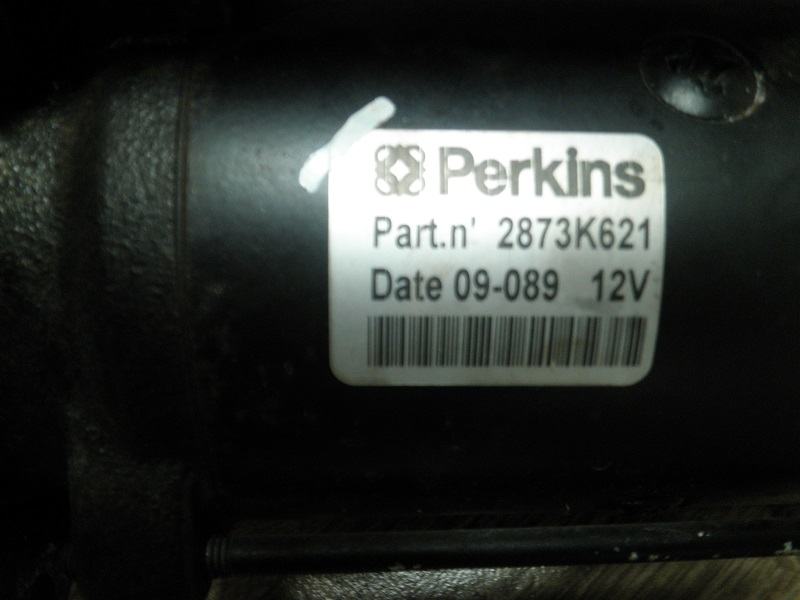 Perkins
Part.n' 2873K621
Date 09-089 12V